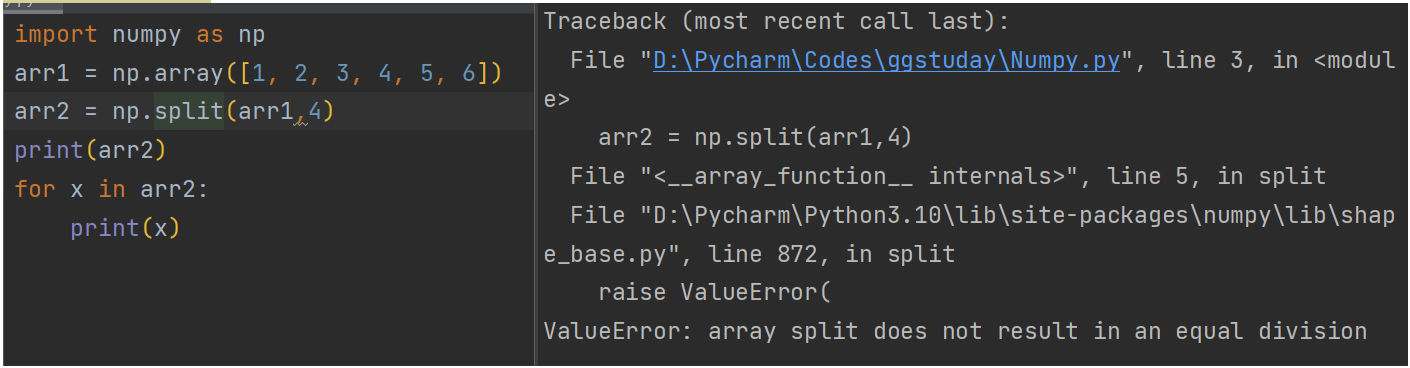 import numpy as np
arr1 = np.array([1, 2, 3, 4, 5, 6])
arr2 = np.split(arr1,4)
print(arr2)
for x in arr2:
    print(x)
Traceback (most recent call last):
  File "D:\Pycharm\Codes\ggstuday\Numpy.py", line 3, in <modul
e>
    arr2 = np.split(arr1,4)
  File "<__array_function__ internals>", line 5, in split
  File "D:\Pycharm\Python3.10\lib\site-packages\numpy\lib\shap
e_base.py", line 872, in split
    raise ValueError(
ValueError: array split does not result in an equal division